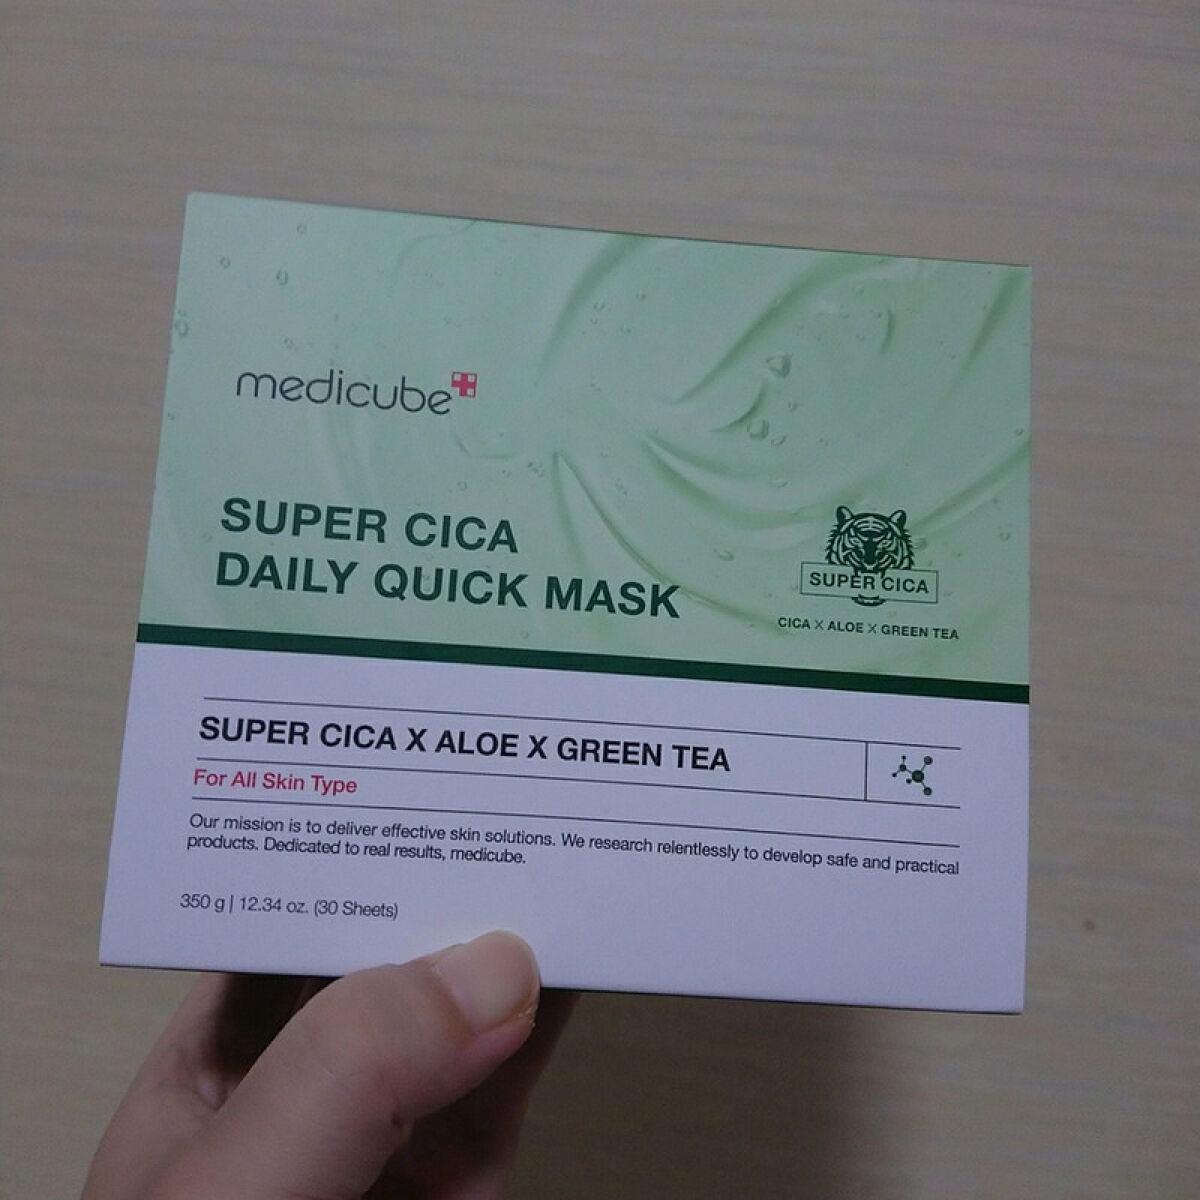 medicube
SUPER CICA
DAILY QUICK MASK
SUPER CICA
CICA X ALOE X GREEN TEA
SUPER CICA X ALOE X GREEN TEA
For All Skin Type
Our mission is to deliver effective skin solutions. We research relentlessly to develop safe and practical
products. Dedicated to real results, medicube.
350 g | 12.34 oz. (30 Sheets)